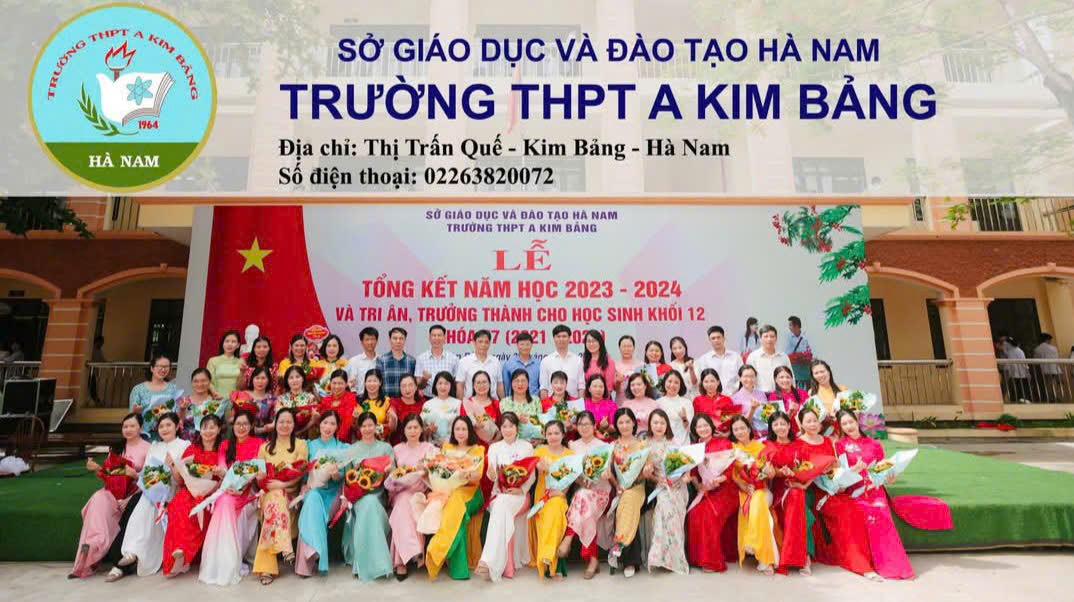 TRƯỜNG THPT A KIM BẢNG
1964
HÀ NAM
SỞ GIÁO DỤC VÀ ĐÀO TẠO HÀ NAM
TRƯỜNG THPT A KIM BẢNG
Địa chỉ: Thị Trấn Quế - Kim Bảng - Hà Nam
Số điện thoại: 02263820072
SỞ GIÁO DỤC VÀ ĐÀO TẠO HÀ NAM
TRƯỜNG THPT A KIM BẢNG
LỄ
TỔNG KẾT NĂM HỌC 2023 - 2024
VÀ TRI ÂN, TRƯỞNG THÀNH CHO HỌC SINH KHỐI 12
(2021